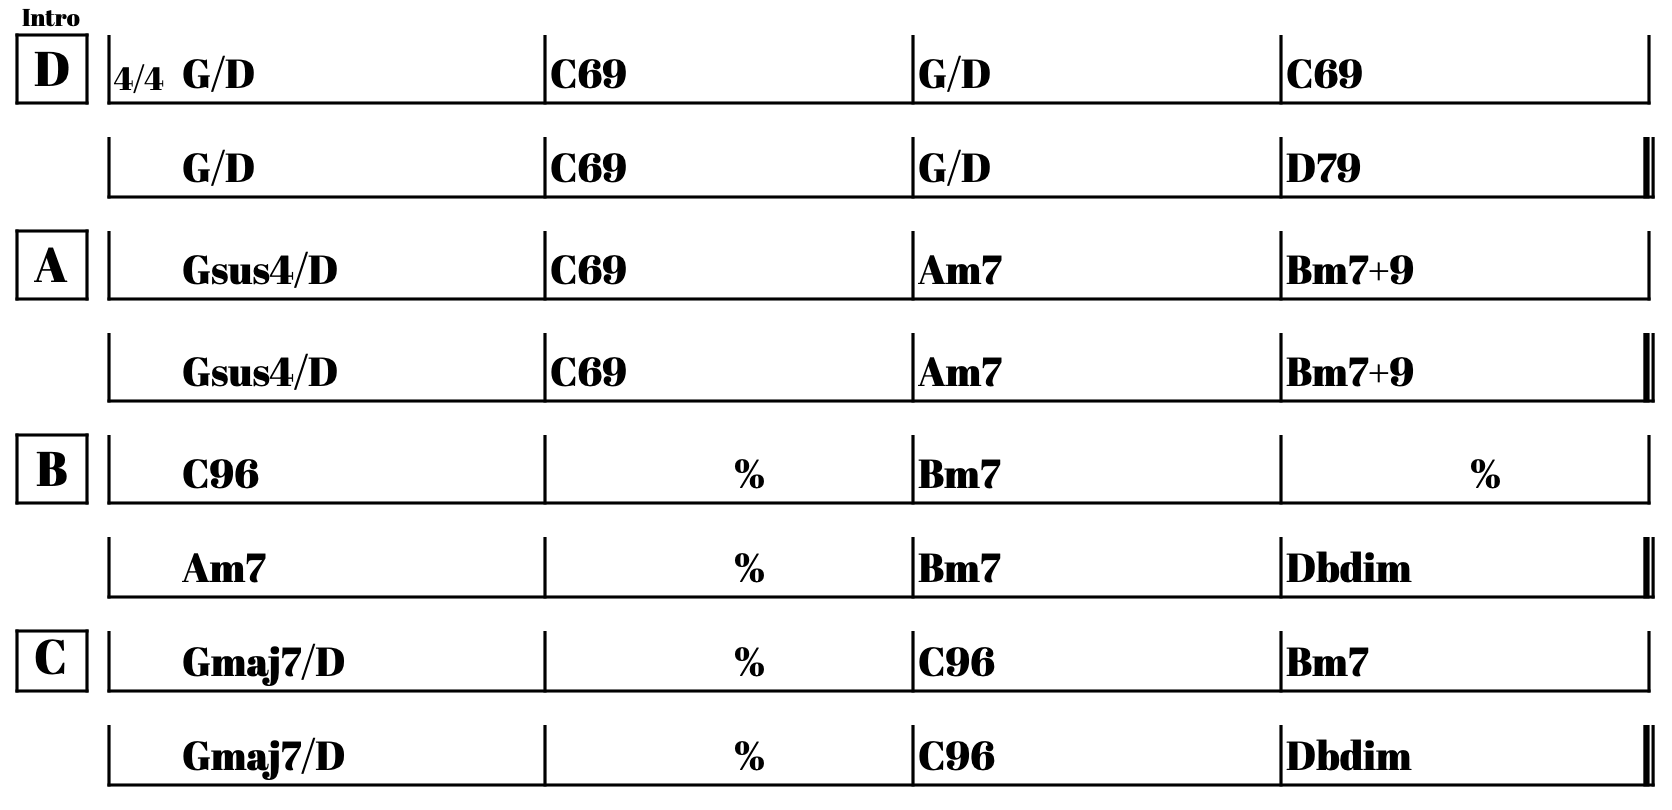 Intro
D 4/4 G/D C69 G/D C69
G/D C69 G/D D79
A Gsus4/D C69 Am7 Bm7+9
Gsus4/D C69 Am7 Bm7+9
B C96 % Bm7 %
Am7 % Bm7 Dbdim
C Gmaj7/D % C96 Bm7
Gmaj7/D % C96 Dbdim